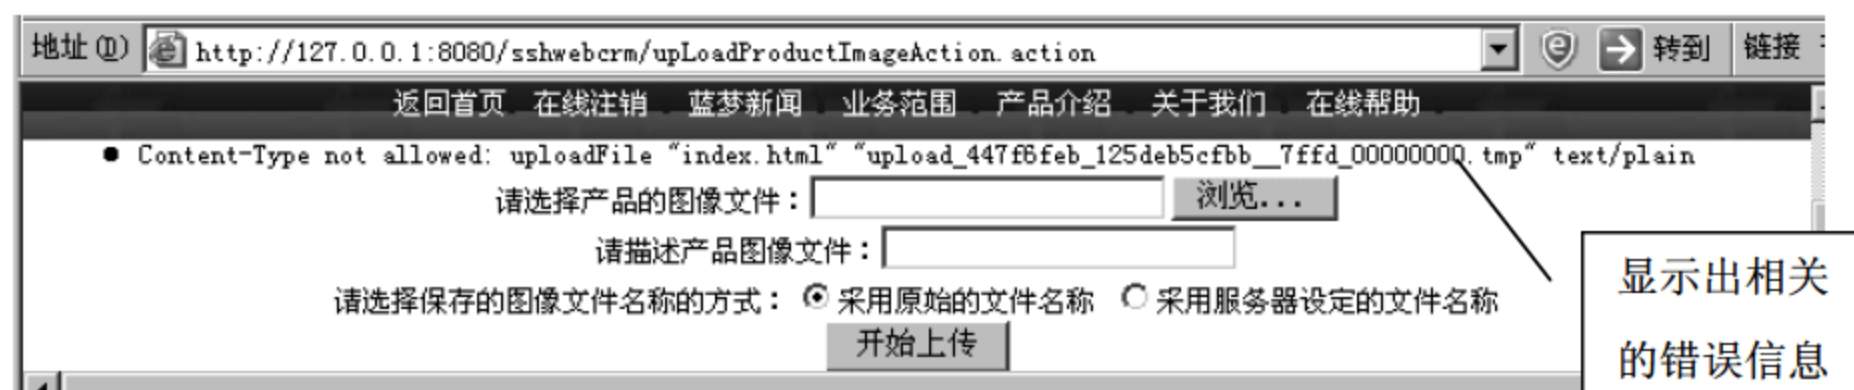 地址(D) http://127.0.0.1:8080/sshwebcrm/upLoadProductImageAction.action 转到 链接
返回首页 在线注销 蓝梦新闻 业务范围 产品介绍 关于我们 在线帮助
● Content-Type not allowed: uploadFile "index.html" "upload_447f6feb_125deb5cfbb__7ffd_00000000.tmp" text/plain
请选择产品的图像文件： 浏览...
请描述产品图像文件：
请选择保存的图像文件名称的方式： 采用原始的文件名称 采用服务器设定的文件名称
开始上传
显示出相关
的错误信息